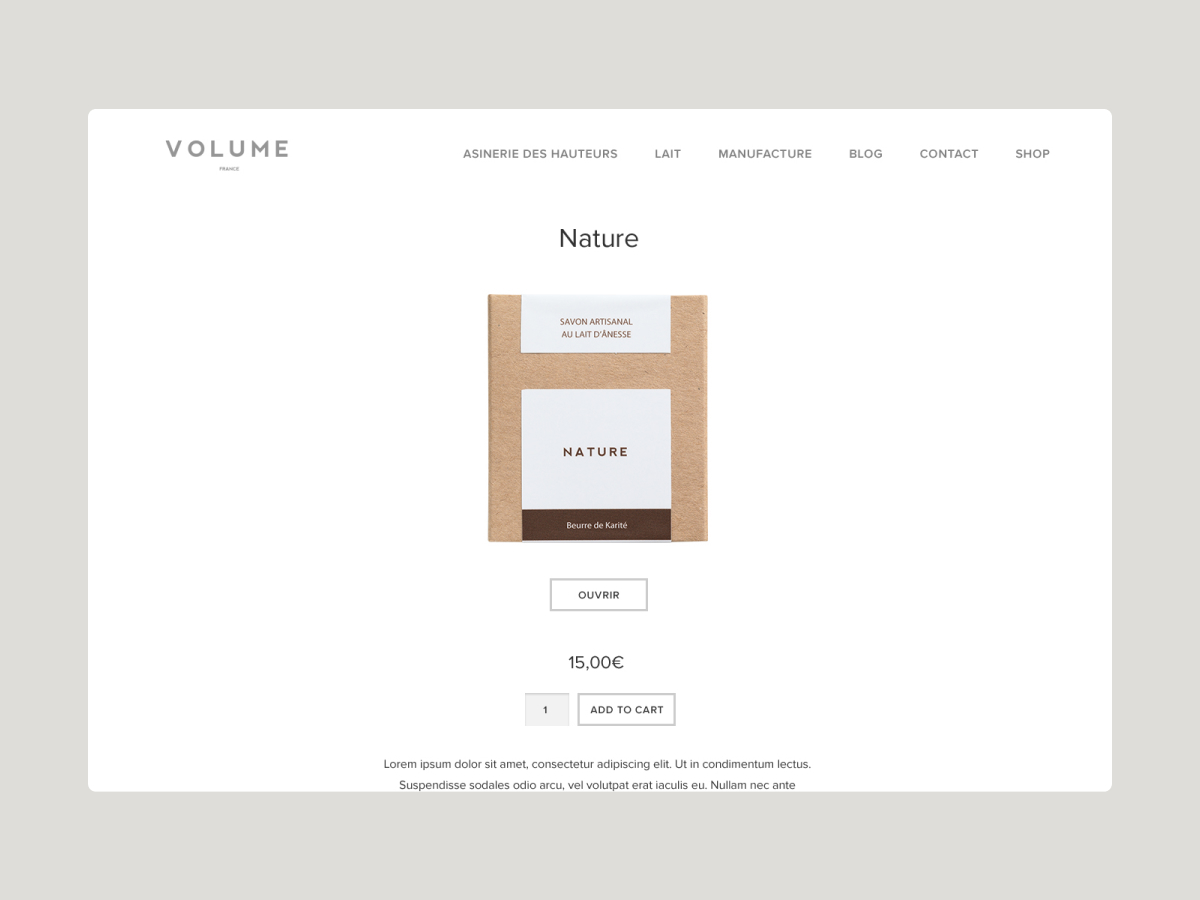 VOLUME
FRANCE
ASINERIE DES HAUTEURS LAIT MANUFACTURE BLOG CONTACT SHOP
Nature
SAVON ARTISANAL
AU LAIT D'ÂNESSE
NATURE
Beurre de Karité
OUVRIR
15,00€
1 ADD TO CART
Lorem ipsum dolor sit amet, consectetur adipiscing elit. Ut in condimentum lectus.
Suspendisse sodales odio arcu, vel volutpat erat iaculis eu. Nullam nec ante